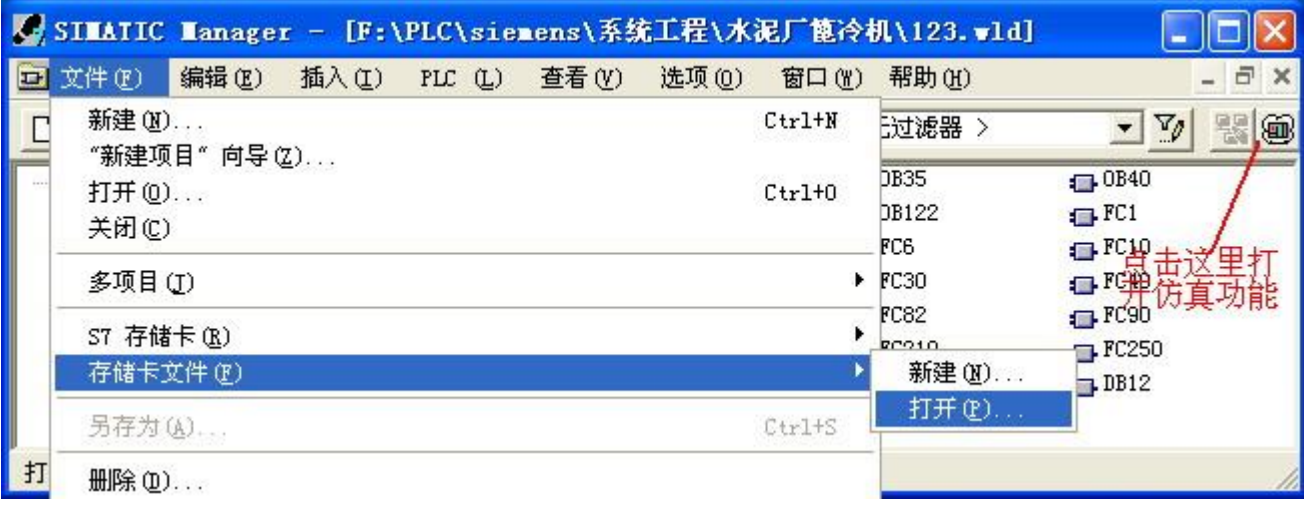 SIMATIC Manager - [F:\PLC\siemens\系统工程\水泥厂篦冷机\123.wld]
文件(F) 编辑(E) 插入(I) PLC (L) 查看(V) 选项(O) 窗口(W) 帮助(H)
新建(N)... Ctrl+N
过滤器 >
“新建项目” 向导(Z)...
打开(O)... Ctrl+O
关闭(C)
多项目(J)
S7 存储卡(R)
存储卡文件(F)
另存为(A)... Ctrl+S
删除(D)...
新建(N)...
打开(P)...
OB35 OB40
OB122 FC1
FC6 FC10
FC30 FC40
FC82 FC90
FC210 FC250
DB12
点击这里打
开仿真功能
打